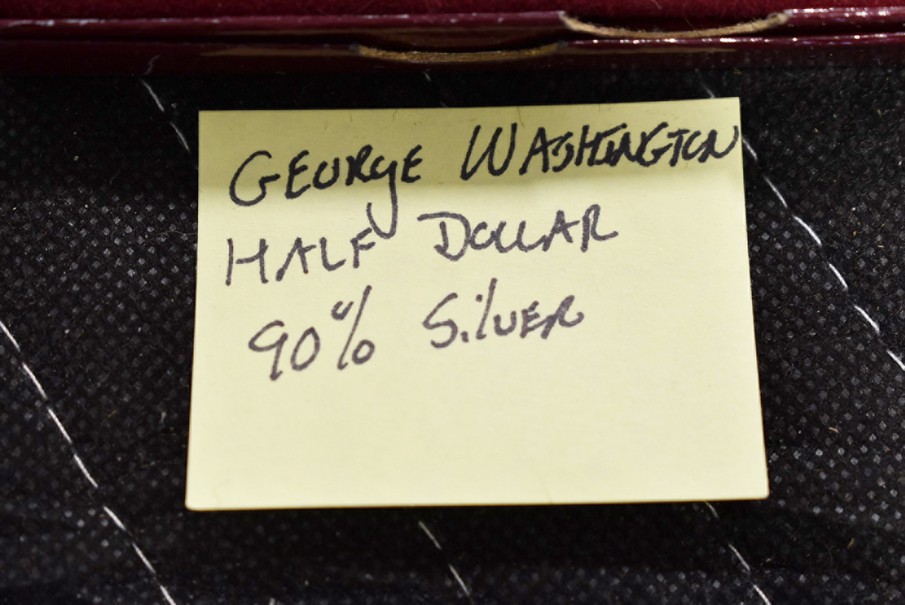 GEORGE WASHINGTON
HALF DOLLAR
90% SILVER